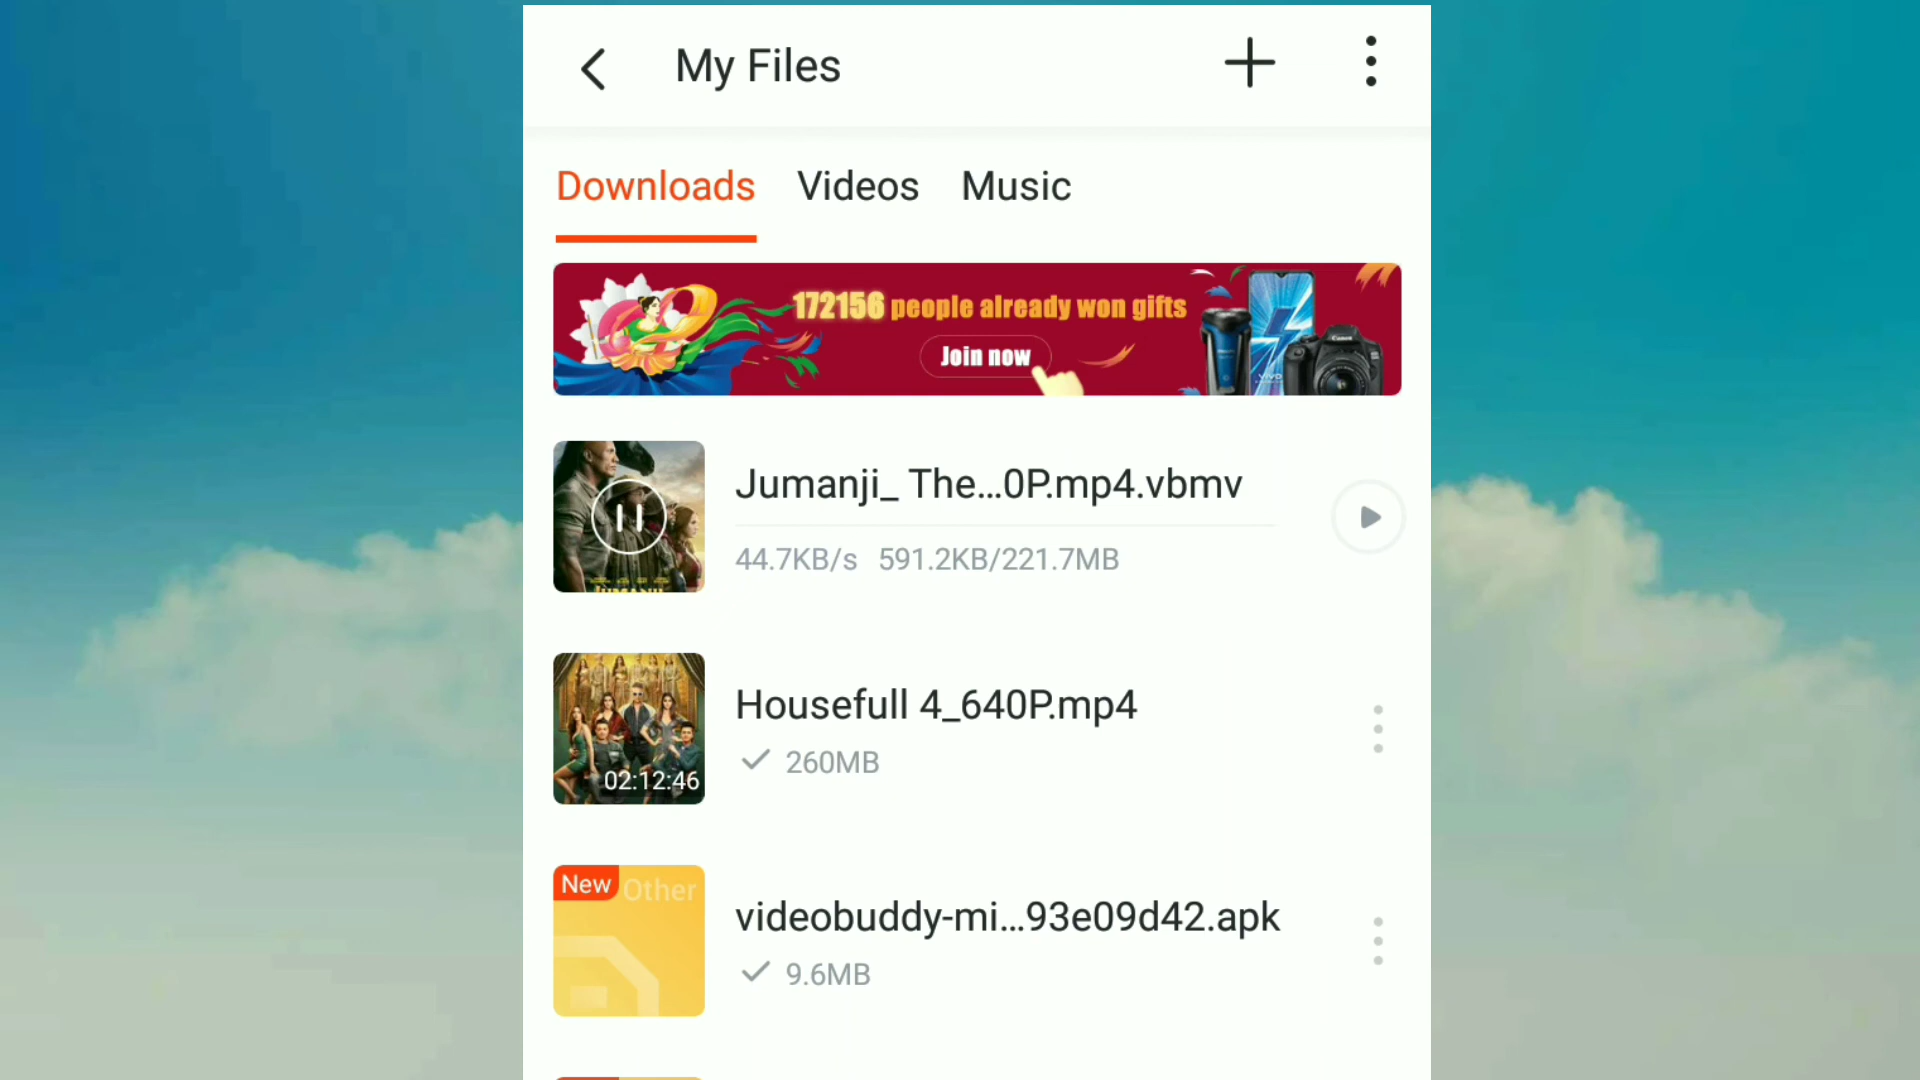 My Files
Downloads Videos Music
172156 people already won gifts
Join now
Canon
vivo
Jumanji_ The...0P.mp4.vbmv
44.7KB/s 591.2KB/221.7MB
Housefull 4_640P.mp4
02:12:46
260MB
New Other
videobuddy-mi...93e09d42.apk
9.6MB